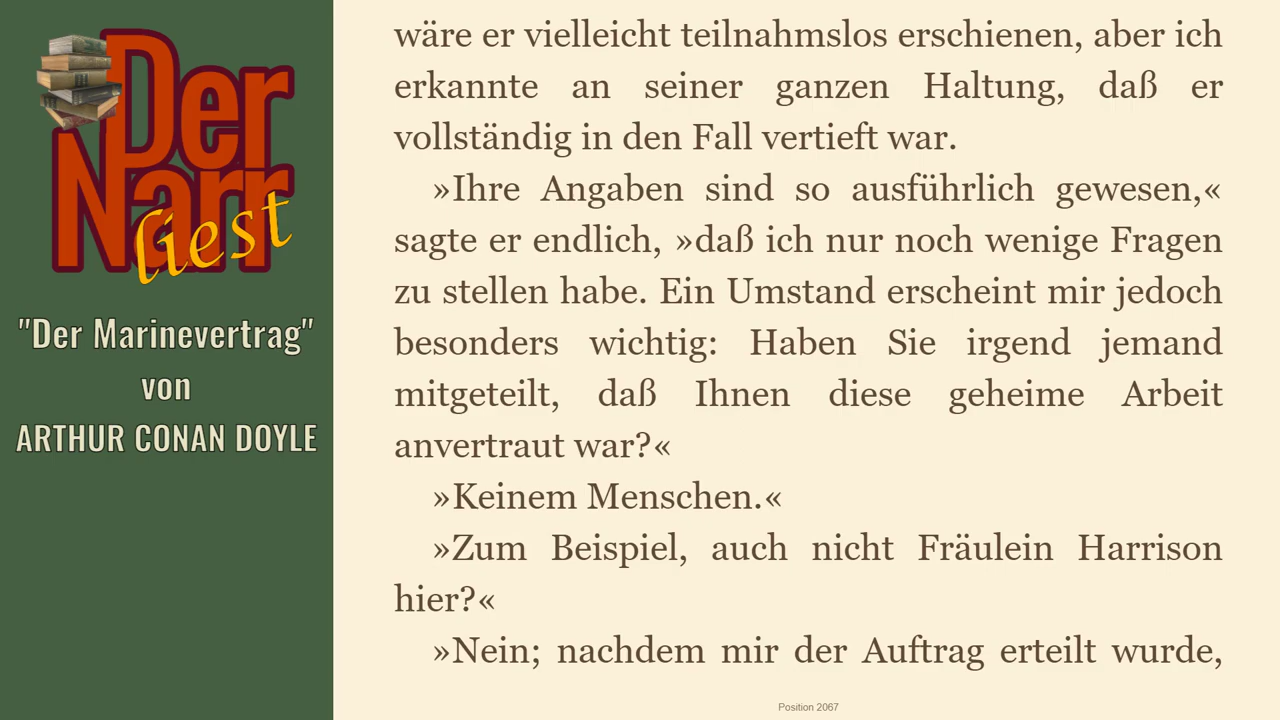 Der
Narr
liest
"Der Marinevertrag"
von
ARTHUR CONAN DOYLE
wäre er vielleicht teilnahmslos erschienen, aber ich
erkannte an seiner ganzen Haltung, daß er
vollständig in den Fall vertieft war.
»Ihre Angaben sind so ausführlich gewesen,«
sagte er endlich, »daß ich nur noch wenige Fragen
zu stellen habe. Ein Umstand erscheint mir jedoch
besonders wichtig: Haben Sie irgend jemand
mitgeteilt, daß Ihnen diese geheime Arbeit
anvertraut war?«
»Keinem Menschen.«
»Zum Beispiel, auch nicht Fräulein Harrison
hier?«
»Nein; nachdem mir der Auftrag erteilt wurde,
Position 2067